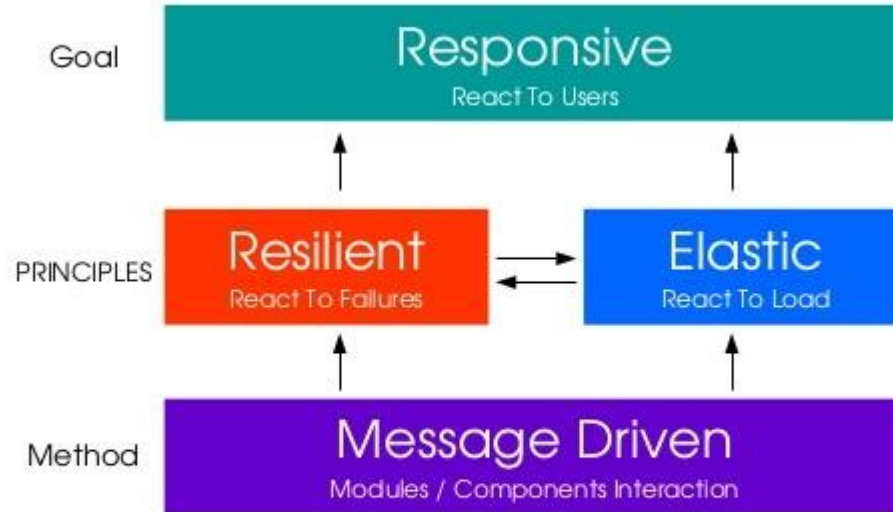 Goal
Responsive
React To Users
PRINCIPLES
Resilient
React To Failures
Elastic
React To Load
Method
Message Driven
Modules / Components Interaction